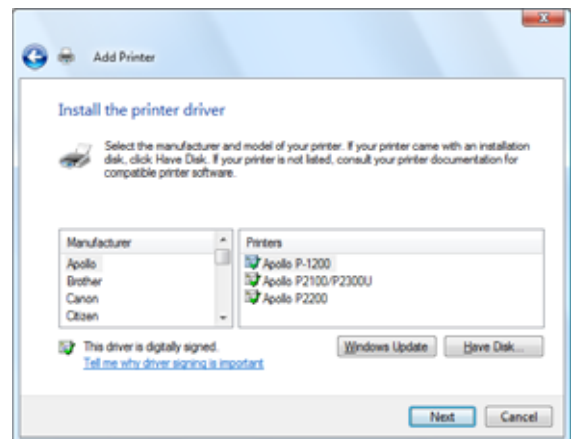 Add Printer
Install the printer driver
Select the manufacturer and model of your printer. If your printer came with an installation
disk, click Have Disk. If your printer is not listed, consult your printer documentation for
compatible printer software.
Manufacturer
Apollo
Brother
Canon
Citizen
Printers
Apollo P-1200
Apollo P2100/P2300U
Apollo P2200
This driver is digitally signed.
Tell me why driver signing is important
Windows Update
Have Disk...
Next
Cancel